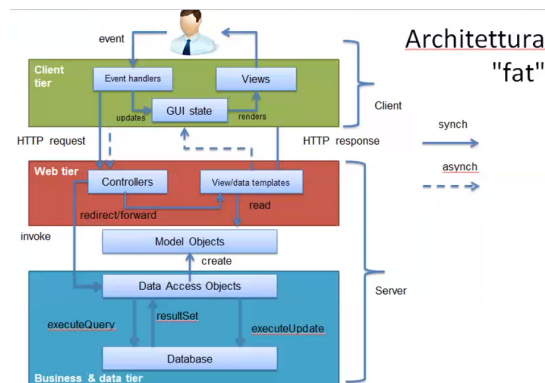 Architettura
"fat"
event
Client
tier
Event handlers
Views
GUI state
updates
renders
Client
HTTP request
HTTP response
synch
asynch
Web tier
Controllers
View/data templates
redirect/forward
read
invoke
Model Objects
create
Server
Data Access Objects
executeQuery
resultSet
executeUpdate
Database
Business & data tier